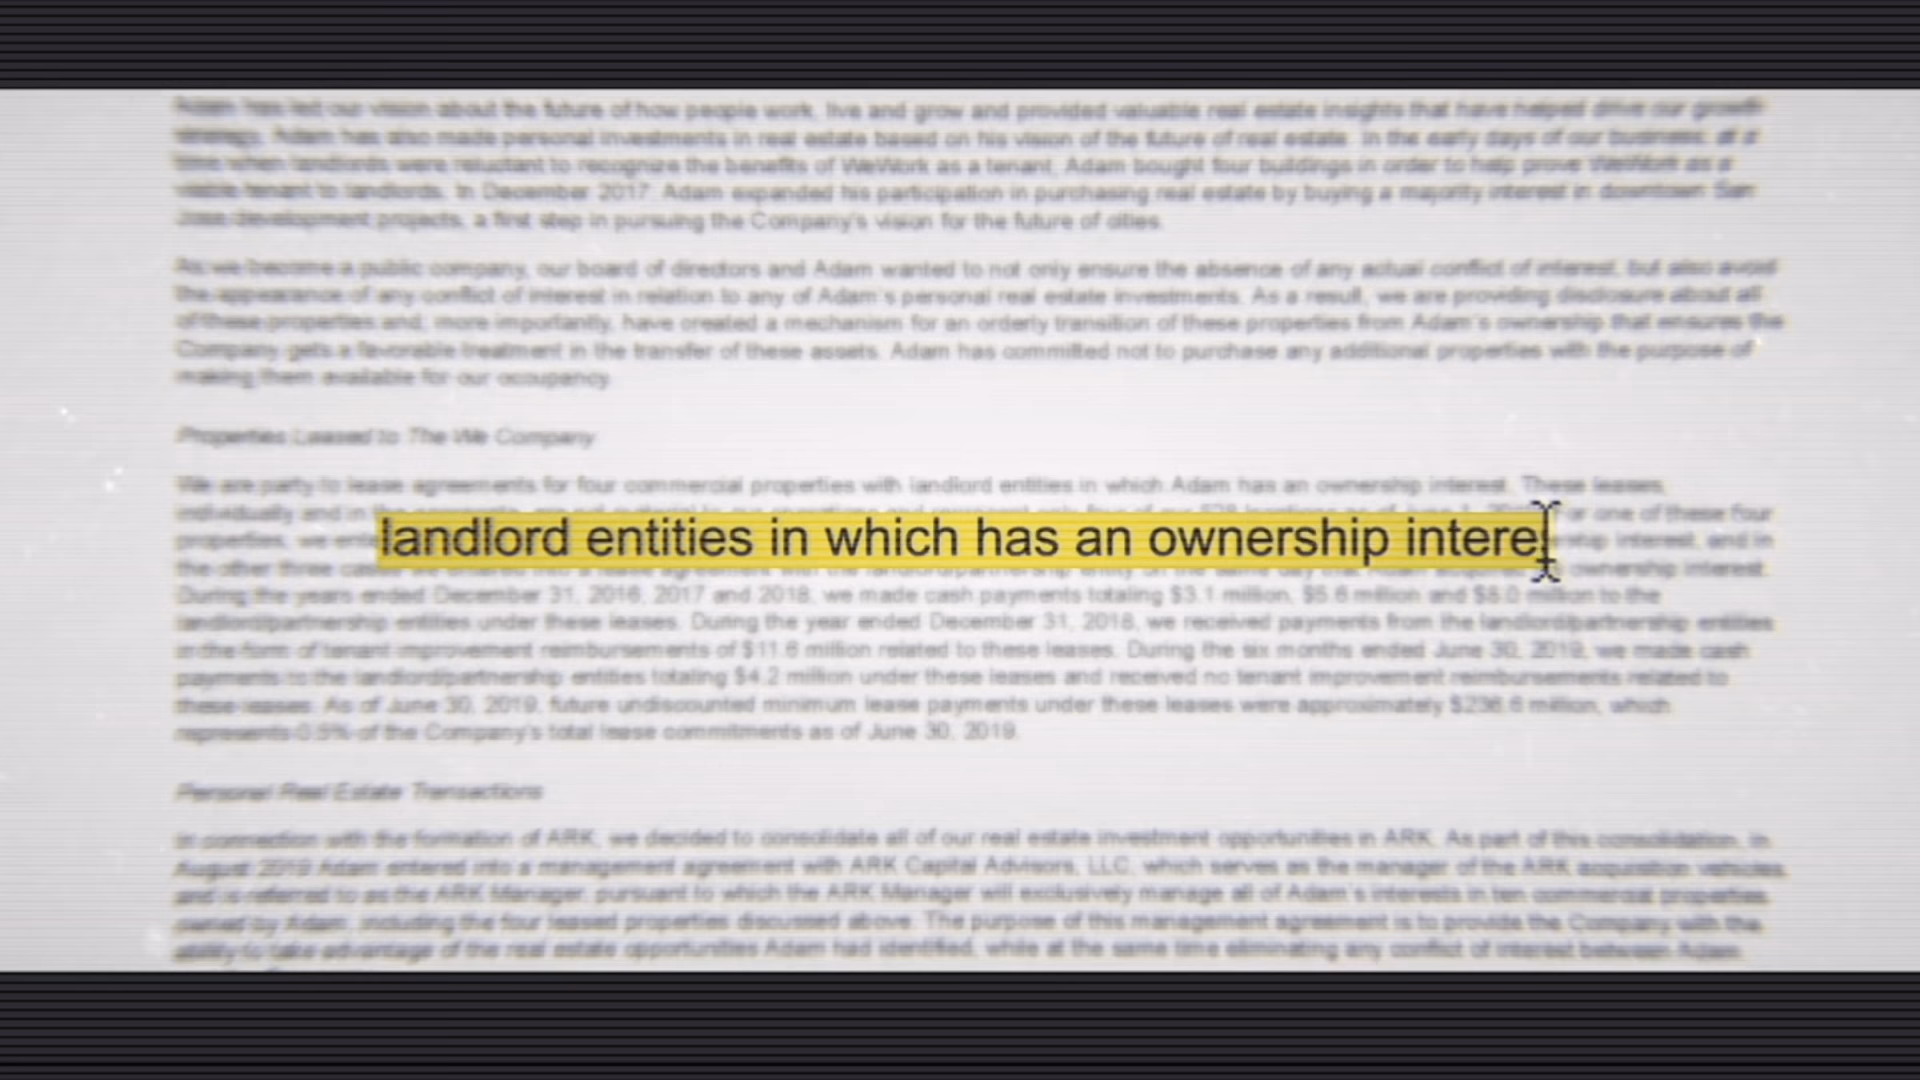 Adam has led our vision about the future of how people work, live and grow and provided valuable real estate insights that have helped drive our growth
strategy. Adam has also made personal investments in real estate based on his vision of the future of real estate. In the early days of our business, at a
time when landlords were reluctant to recognize the benefits of WeWork as a tenant, Adam bought four buildings in order to help prove WeWork as a
viable tenant to landlords. In December 2017, Adam expanded his participation in purchasing real estate by buying a majority interest in downtown San
Jose development projects, a first step in pursuing the Company's vision for the future of cities.
As we become a public company, our board of directors and Adam wanted to not only ensure the absence of any actual conflict of interest, but also avoid
the appearance of any conflict of interest in relation to any of Adam's personal real estate investments. As a result, we are providing disclosure about all
of these properties and, more importantly, have created a mechanism for an orderly transition of these properties from Adam's ownership that ensures the
Company gets a favorable treatment in the transfer of these assets. Adam has committed not to purchase any additional properties with the purpose of
making them available for our occupancy.
Properties Leased to The We Company
We are party to lease agreements for four commercial properties with landlord entities in which Adam has an ownership interest. These leases,
individually and in For one of these four
landlord entities in which has an ownership intere
properties, we interest, and in
the other three ownership interest.
During the years ended December 31, 2016, 2017 and 2018, we made cash payments totaling $3.1 million, $5.6 million and $8.0 million to the
landlord/partnership entities under these leases. During the year ended December 31, 2018, we received payments from the landlord/partnership entities
in the form of tenant improvement reimbursements of $11.6 million related to these leases. During the six months ended June 30, 2019, we made cash
payments to the landlord/partnership entities totaling $4.2 million under these leases and received no tenant improvement reimbursements related to
these leases. As of June 30, 2019, future undiscounted minimum lease payments under these leases were approximately $236.6 million, which
represents 0.5% of the Company's total lease commitments as of June 30, 2019.
Personal Real Estate Transactions
In connection with the formation of ARK, we decided to consolidate all of our real estate investment opportunities in ARK. As part of this consolidation, in
August 2019 Adam entered into a management agreement with ARK Capital Advisors, LLC, which serves as the manager of the ARK acquisition vehicles
and is referred to as the ARK Manager, pursuant to which the ARK Manager will exclusively manage all of Adam's interests in ten commercial properties
owned by Adam, including the four leased properties discussed above. The purpose of this management agreement is to provide the Company with the
ability to take advantage of the real estate opportunities Adam had identified, while at the same time eliminating any conflict of interest between Adam